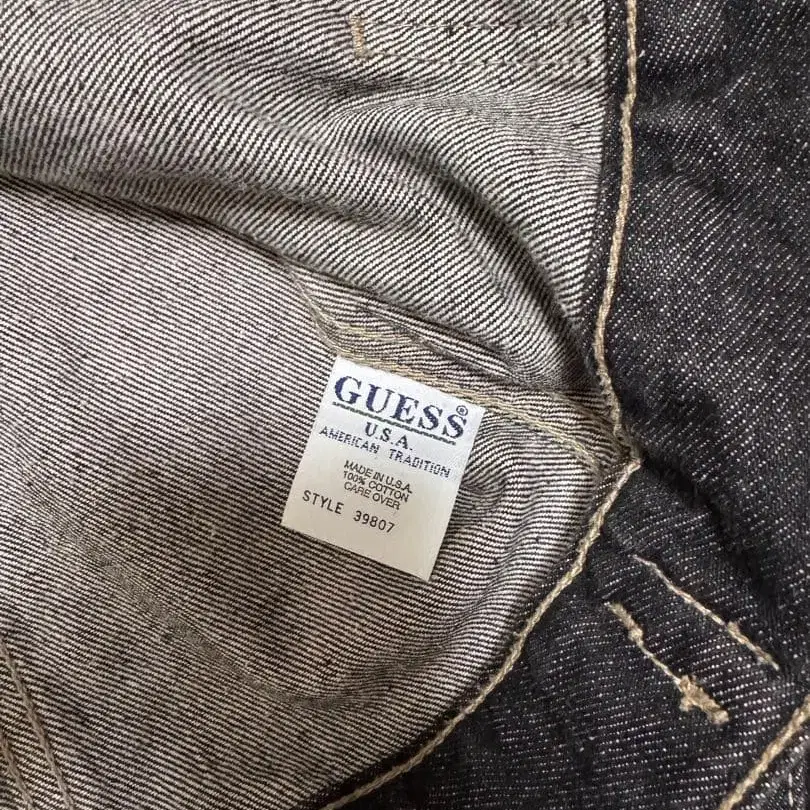 GUESS®
U.S.A.
AMERICAN TRADITION
MADE IN U.S.A.
100% COTTON
CARE OVER
STYLE 39807